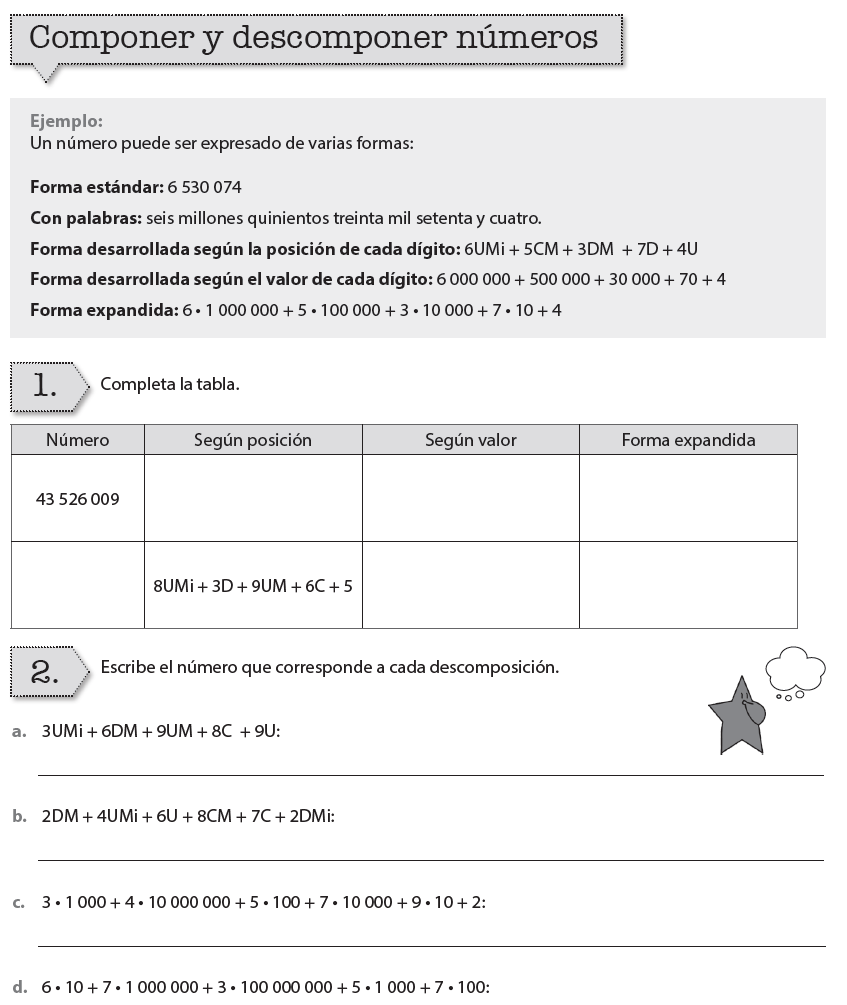 Componer y descomponer números
Ejemplo:
Un número puede ser expresado de varias formas:
Forma estándar: 6 530 074
Con palabras: seis millones quinientos treinta mil setenta y cuatro.
Forma desarrollada según la posición de cada dígito: 6UMi + 5CM + 3DM + 7D + 4U
Forma desarrollada según el valor de cada dígito: 6 000 000 + 500 000 + 30 000 + 70 + 4
Forma expandida: 6 • 1 000 000 + 5 • 100 000 + 3 • 10 000 + 7 • 10 + 4
1. Completa la tabla.
Número Según posición Según valor Forma expandida
43 526 009
8UMi + 3D + 9UM + 6C + 5
2. Escribe el número que corresponde a cada descomposición.
a. 3UMi + 6DM + 9UM + 8C + 9U:
b. 2DM + 4UMi + 6U + 8CM + 7C + 2DMi:
c. 3 • 1 000 + 4 • 10 000 000 + 5 • 100 + 7 • 10 000 + 9 • 10 + 2:
d. 6 • 10 + 7 • 1 000 000 + 3 • 100 000 000 + 5 • 1 000 + 7 • 100: